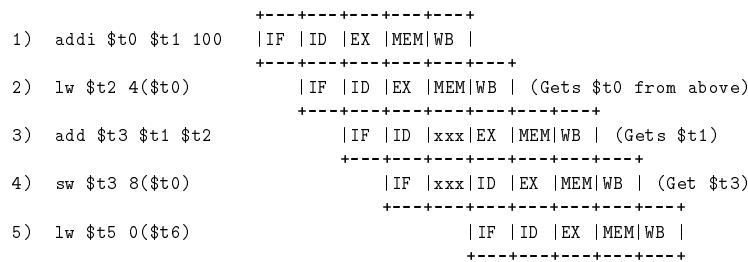 +---+---+---+---+---+
1) addi $t0 $t1 100 |IF |ID |EX |MEM|WB |
+---+---+---+---+---+---+
2) lw $t2 4($t0) |IF |ID |EX |MEM|WB | (Gets $t0 from above)
+---+---+---+---+---+---+---+
3) add $t3 $t1 $t2 |IF |ID |xxx|EX |MEM|WB | (Gets $t1)
+---+---+---+---+---+---+---+
4) sw $t3 8($t0) |IF |xxx|ID |EX |MEM|WB | (Get $t3)
+---+---+---+---+---+---+---+
5) lw $t5 0($t6) |IF |ID |EX |MEM|WB |
+---+---+---+---+---+